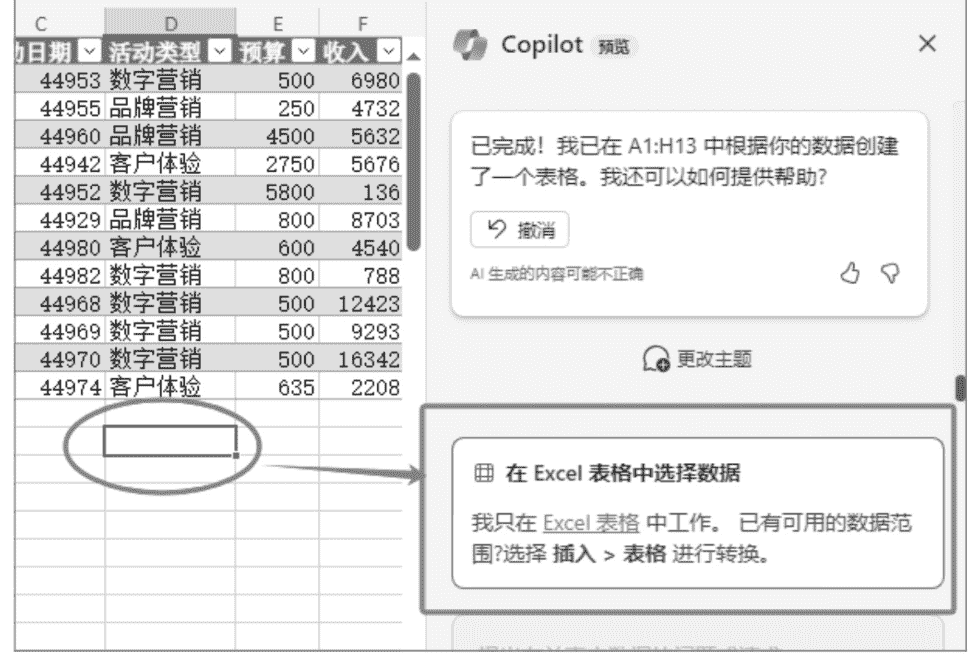 C D E F
动日期 活动类型 预算 收入
44953 数字营销 500 6980
44955 品牌营销 250 4732
44960 品牌营销 4500 5632
44942 客户体验 2750 5676
44952 数字营销 5800 136
44929 品牌营销 800 8703
44980 客户体验 600 4540
44982 数字营销 800 788
44968 数字营销 500 12423
44969 数字营销 500 9293
44970 数字营销 500 16342
44974 客户体验 635 2208
Copilot 预览
已完成！我已在 A1:H13 中根据你的数据创建
了一个表格。我还可以如何提供帮助?
撤消
AI 生成的内容可能不正确
更改主题
在 Excel 表格中选择数据
我只在 Excel 表格 中工作。 已有可用的数据范
围?选择 插入 > 表格 进行转换。